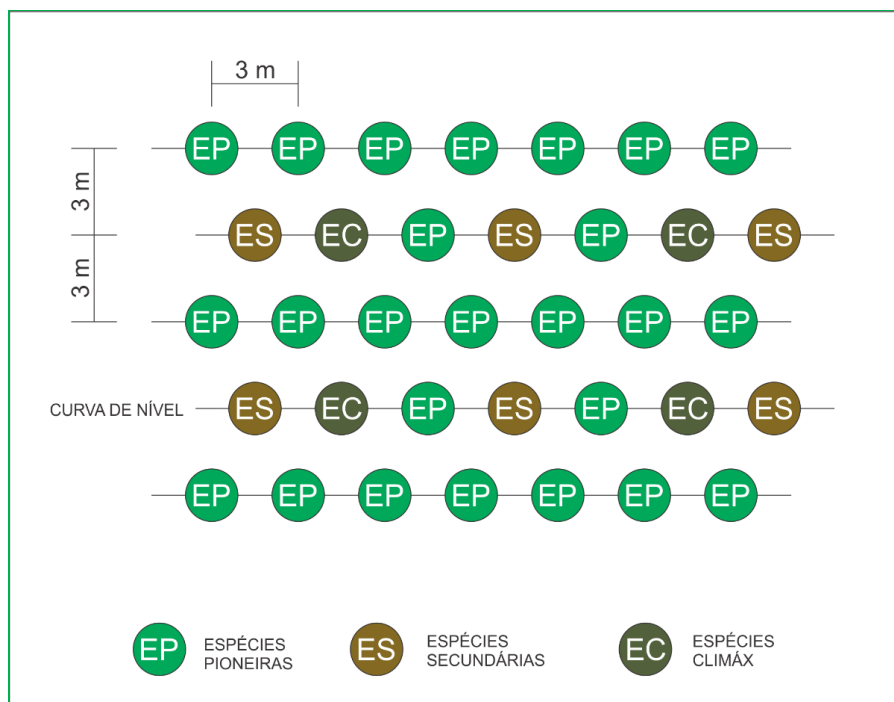 3 m
EP EP EP EP EP EP EP
3 m
ES EC EP ES EP EC ES
3 m
EP EP EP EP EP EP EP
CURVA DE NÍVEL
ES EC EP ES EP EC ES
EP EP EP EP EP EP EP
EP
ESPÉCIES
PIONEIRAS
ES
ESPÉCIES
SECUNDÁRIAS
EC
ESPÉCIES
CLIMÁX